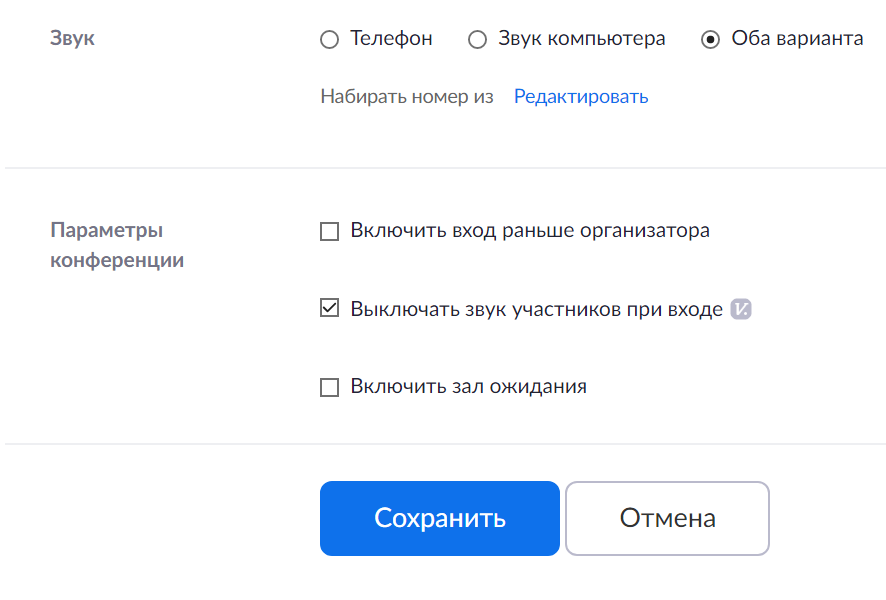 Звук Телефон Звук компьютера Оба варианта
Набирать номер из Редактировать
Параметры конференции
Включить вход раньше организатора
Выключать звук участников при входе V.
Включить зал ожидания
Сохранить Отмена